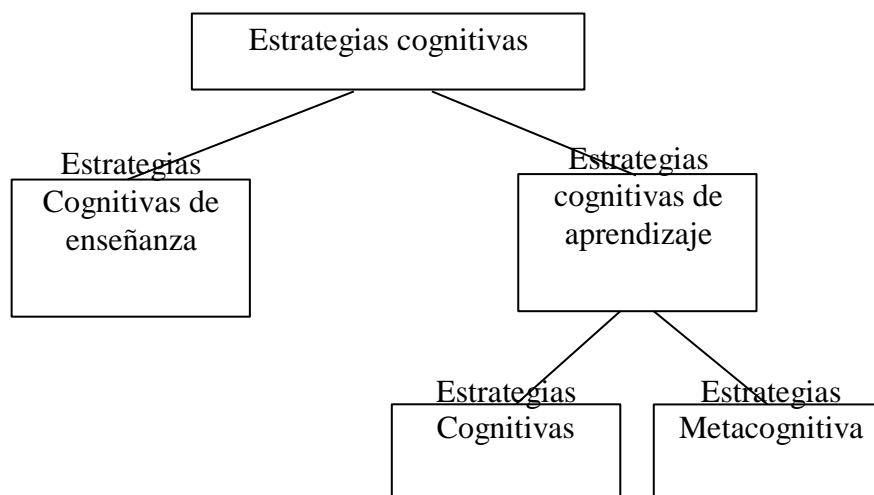 Estrategias cognitivas
Estrategias
Cognitivas de
enseñanza
Estrategias
cognitivas de
aprendizaje
Estrategias
Cognitivas
Estrategias
Metacognitiva